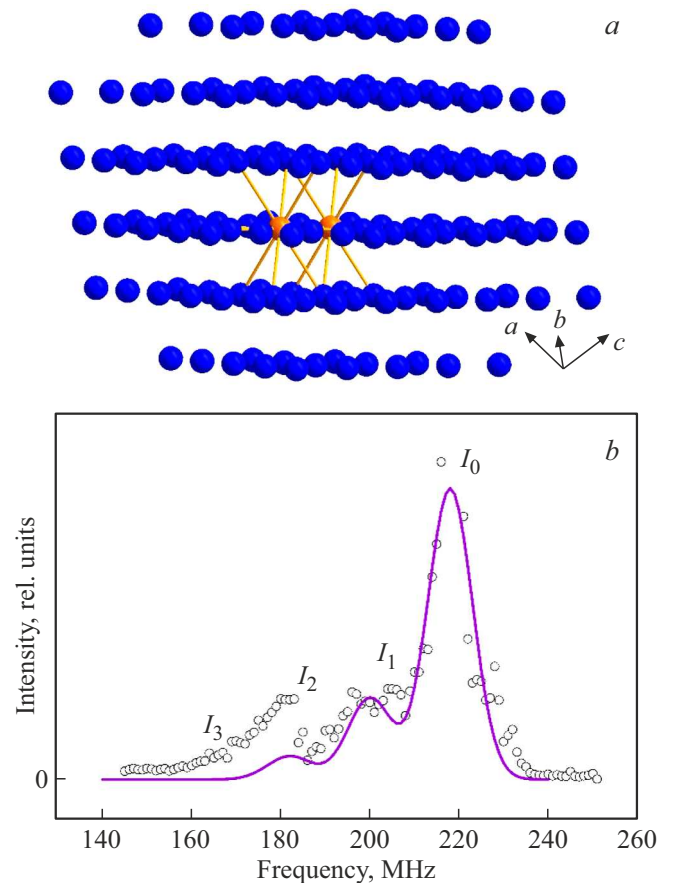 a
a b c
b
I0
I1
I2
I3
Intensity, rel. units
0
140 160 180 200 220 240 260
Frequency, MHz